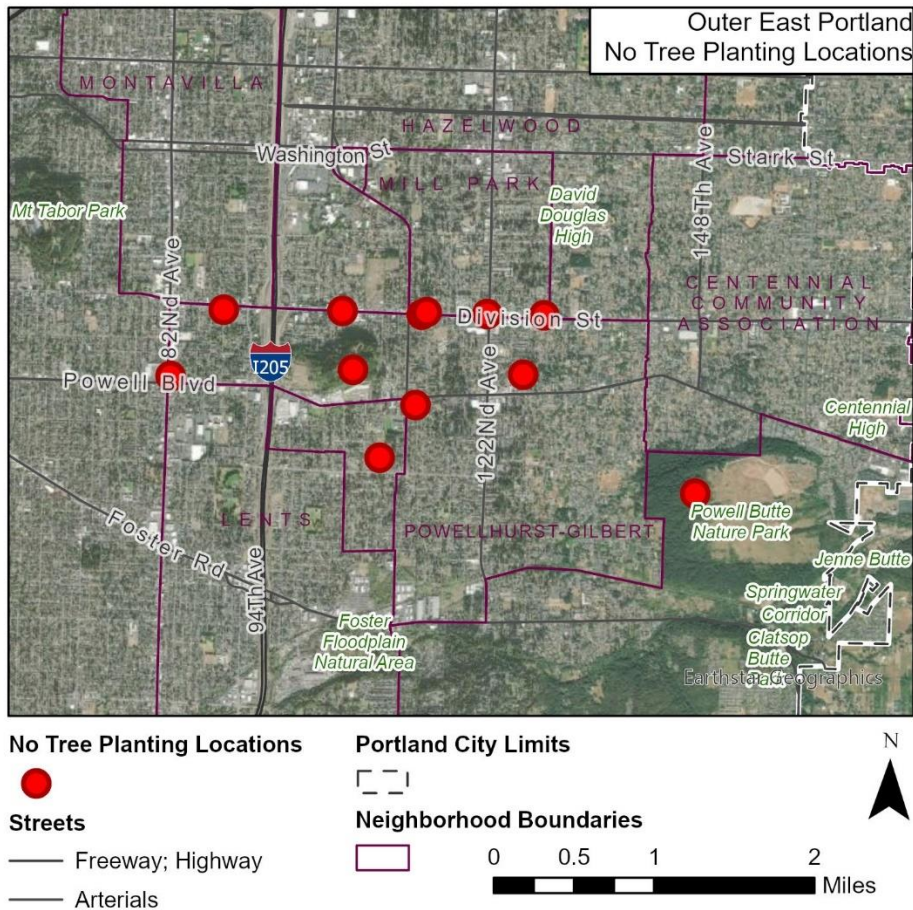 Outer East Portland
No Tree Planting Locations
MONTAVILLA
HAZELWOOD
Washington St
Stark St
MILL PARK
148Th Ave
Mt Tabor Park
David
Douglas
High
82Nd Ave
CENTENNIAL
COMMUNITY
ASSOCIATION
Division St
I205
Powell Blvd
122Nd Ave
Centennial
High
LENTS
POWELLHURST-GILBERT
Powell Butte
Nature Park
Foster Rd
94Th Ave
Jenne Butte
Springwater
Corridor
Foster
Floodplain
Natural Area
Clatsop
Butte
Park
Earthstar Geographics
No Tree Planting Locations
Portland City Limits
N
Streets
Neighborhood Boundaries
Freeway; Highway
Arterials
0 0.5 1 2
Miles